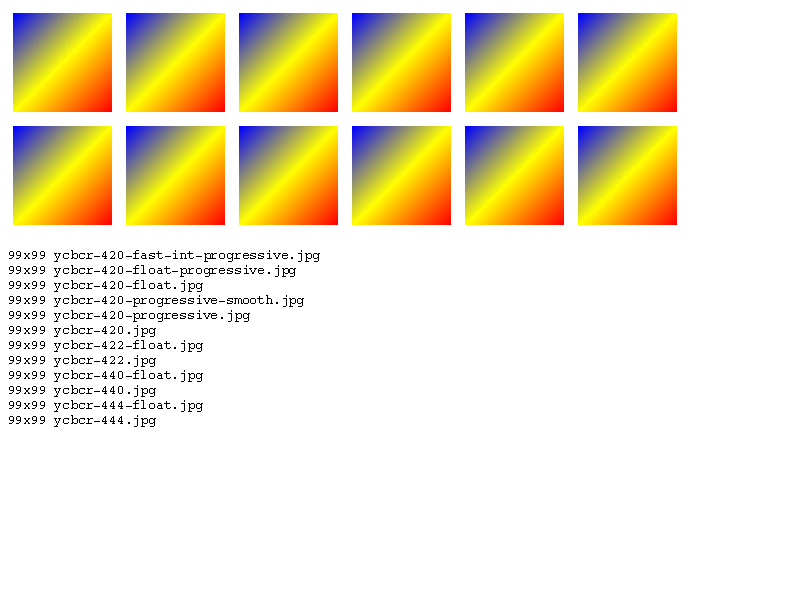 99x99 ycbcr-420-fast-int-progressive.jpg
99x99 ycbcr-420-float-progressive.jpg
99x99 ycbcr-420-float.jpg
99x99 ycbcr-420-progressive-smooth.jpg
99x99 ycbcr-420-progressive.jpg
99x99 ycbcr-420.jpg
99x99 ycbcr-422-float.jpg
99x99 ycbcr-422.jpg
99x99 ycbcr-440-float.jpg
99x99 ycbcr-440.jpg
99x99 ycbcr-444-float.jpg
99x99 ycbcr-444.jpg